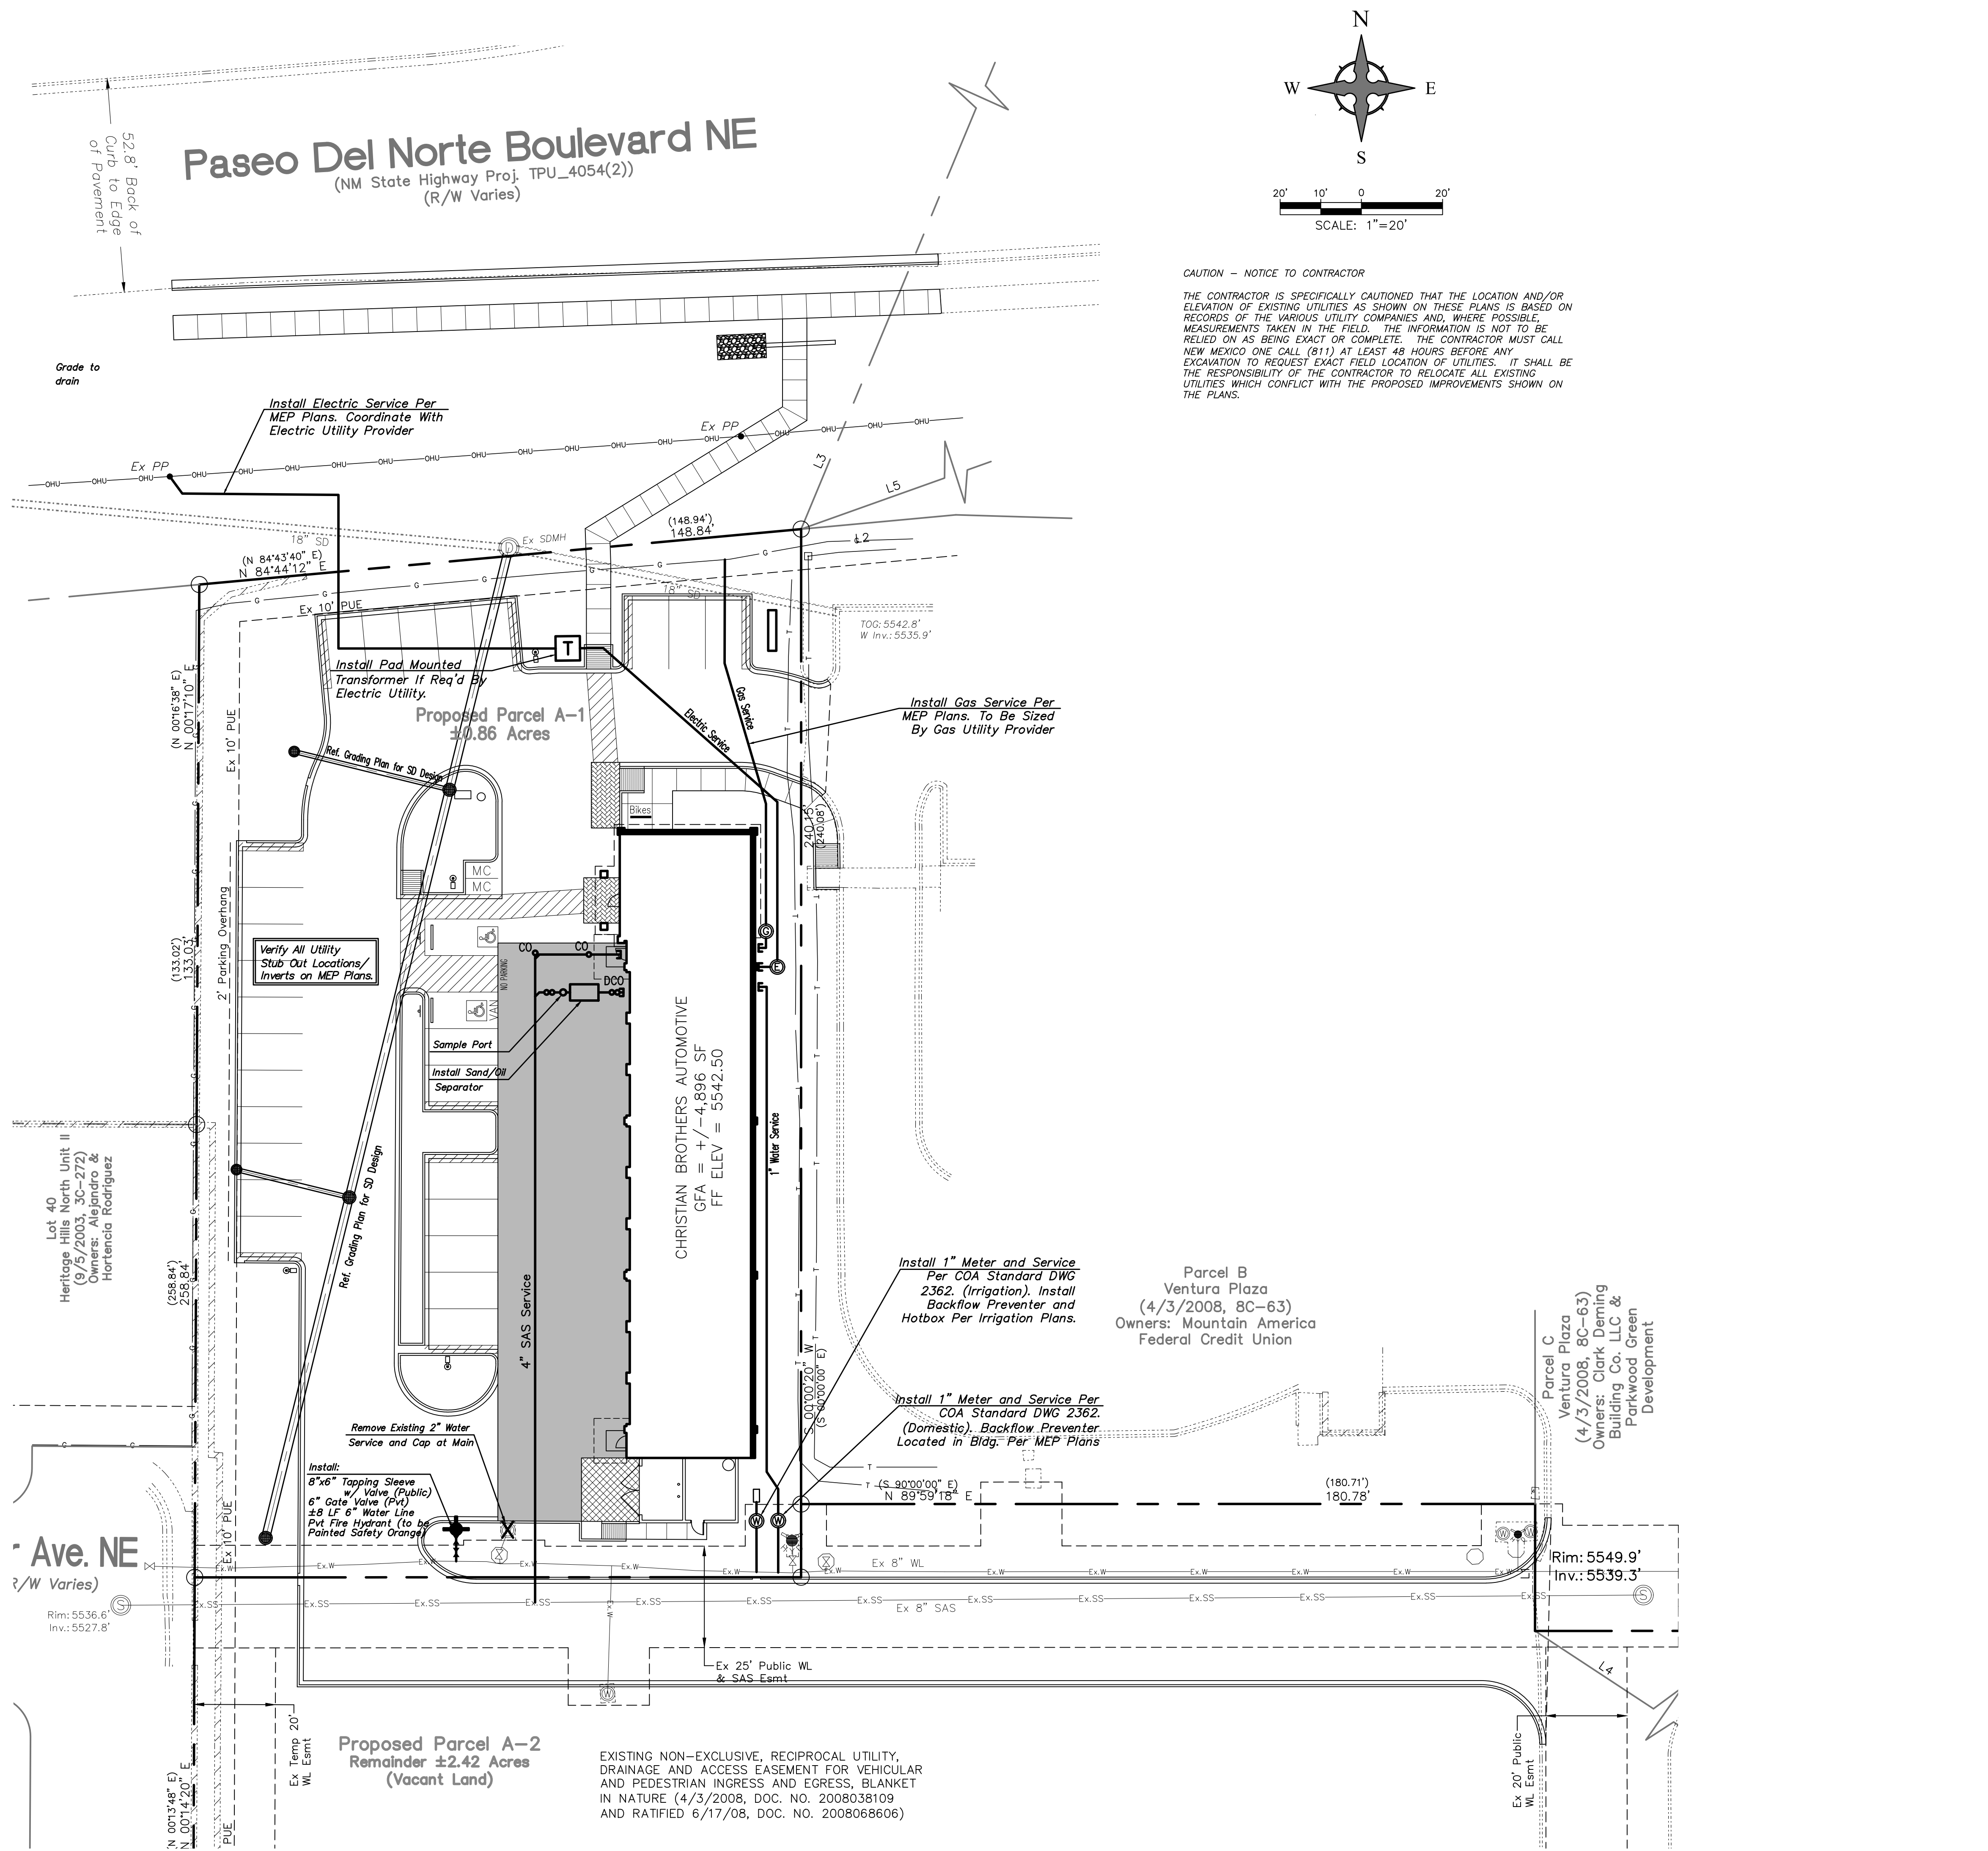 N
W
E
S
20'
10'
0
20'
SCALE: 1"=20'
CAUTION – NOTICE TO CONTRACTOR
THE CONTRACTOR IS SPECIFICALLY CAUTIONED THAT THE LOCATION AND/OR
ELEVATION OF EXISTING UTILITIES AS SHOWN ON THESE PLANS IS BASED ON
RECORDS OF THE VARIOUS UTILITY COMPANIES AND, WHERE POSSIBLE,
MEASUREMENTS TAKEN IN THE FIELD. THE INFORMATION IS NOT TO BE
RELIED ON AS BEING EXACT OR COMPLETE. THE CONTRACTOR MUST CALL
NEW MEXICO ONE CALL (811) AT LEAST 48 HOURS BEFORE ANY
EXCAVATION TO REQUEST EXACT FIELD LOCATION OF UTILITIES. IT SHALL BE
THE RESPONSIBILITY OF THE CONTRACTOR TO RELOCATE ALL EXISTING
UTILITIES WHICH CONFLICT WITH THE PROPOSED IMPROVEMENTS SHOWN ON
THE PLANS.
52.8' Back of
Curb to Edge
of Pavement
Paseo Del Norte Boulevard NE
(NM State Highway Proj. TPU_4054(2))
(R/W Varies)
Grade to
drain
Install Electric Service Per
MEP Plans. Coordinate With
Electric Utility Provider
Ex PP
Ex PP
L3
L5
L2
18" SD
Ex SDMH
(148.94')
148.84'
(N 84°43'40" E)
N 84°44'12" E
Ex 10' PUE
18" SD
TOG: 5542.8'
W Inv.: 5535.9'
T
Install Pad Mounted
Transformer If Req'd By
Electric Utility.
Proposed Parcel A-1
±0.86 Acres
Gas Service
Electric Service
Install Gas Service Per
MEP Plans. To Be Sized
By Gas Utility Provider
(N 00°16'38" E)
N 00°17'10" E
Ex 10' PUE
Ref. Grading Plan for SD Design
Bikes
240.15'
(240.08')
MC
MC
2' Parking Overhang
(133.02')
133.03'
Verify All Utility
Stub Out Locations/
Inverts on MEP Plans.
NO PARKING
VAN
CO
CO
DCO
G
E
Sample Port
Install Sand/Oil
Separator
CHRISTIAN BROTHERS AUTOMOTIVE
GFA = +/-4,896 SF
FF ELEV = 5542.50
1" Water Service
4" SAS Service
Ref. Grading Plan for SD Design
Lot 40
Heritage Hills North Unit II
(9/5/2003, 3C-272)
Owners: Alejandro &
Hortencia Rodriguez
(258.84')
258.84'
Install 1" Meter and Service
Per COA Standard DWG
2362. (Irrigation). Install
Backflow Preventer and
Hotbox Per Irrigation Plans.
Parcel B
Ventura Plaza
(4/3/2008, 8C-63)
Owners: Mountain America
Federal Credit Union
Parcel C
Ventura Plaza
(4/3/2008, 8C-63)
Owners: Clark Deming
Building Co. LLC &
Parkwood Green
Development
S 00°00'20" W
(S 00°00'00" E)
Install 1" Meter and Service Per
COA Standard DWG 2362.
(Domestic). Backflow Preventer
Located in Bldg. Per MEP Plans
Remove Existing 2" Water
Service and Cap at Main
Install:
8"x6" Tapping Sleeve
w/ Valve (Public)
6" Gate Valve (Pvt)
±8 LF 6" Water Line
Pvt Fire Hydrant (to be
Painted Safety Orange)
(S 90°00'00" E)
N 89°59'18" E
(180.71')
180.78'
Ave. NE
R/W Varies)
Ex 10' PUE
Ex 8" WL
Rim: 5549.9'
Inv.: 5539.3'
Rim: 5536.6'
Inv.: 5527.8'
Ex 8" SAS
Ex 25' Public WL
& SAS Esmt
L4
Ex Temp 20'
WL Esmt
Ex 20' Public
WL Esmt
Proposed Parcel A-2
Remainder ±2.42 Acres
(Vacant Land)
EXISTING NON-EXCLUSIVE, RECIPROCAL UTILITY,
DRAINAGE AND ACCESS EASEMENT FOR VEHICULAR
AND PEDESTRIAN INGRESS AND EGRESS, BLANKET
IN NATURE (4/3/2008, DOC. NO. 2008038109
AND RATIFIED 6/17/08, DOC. NO. 2008068606)
(N 00°13'48" E)
N 00°14'20" E
PUE